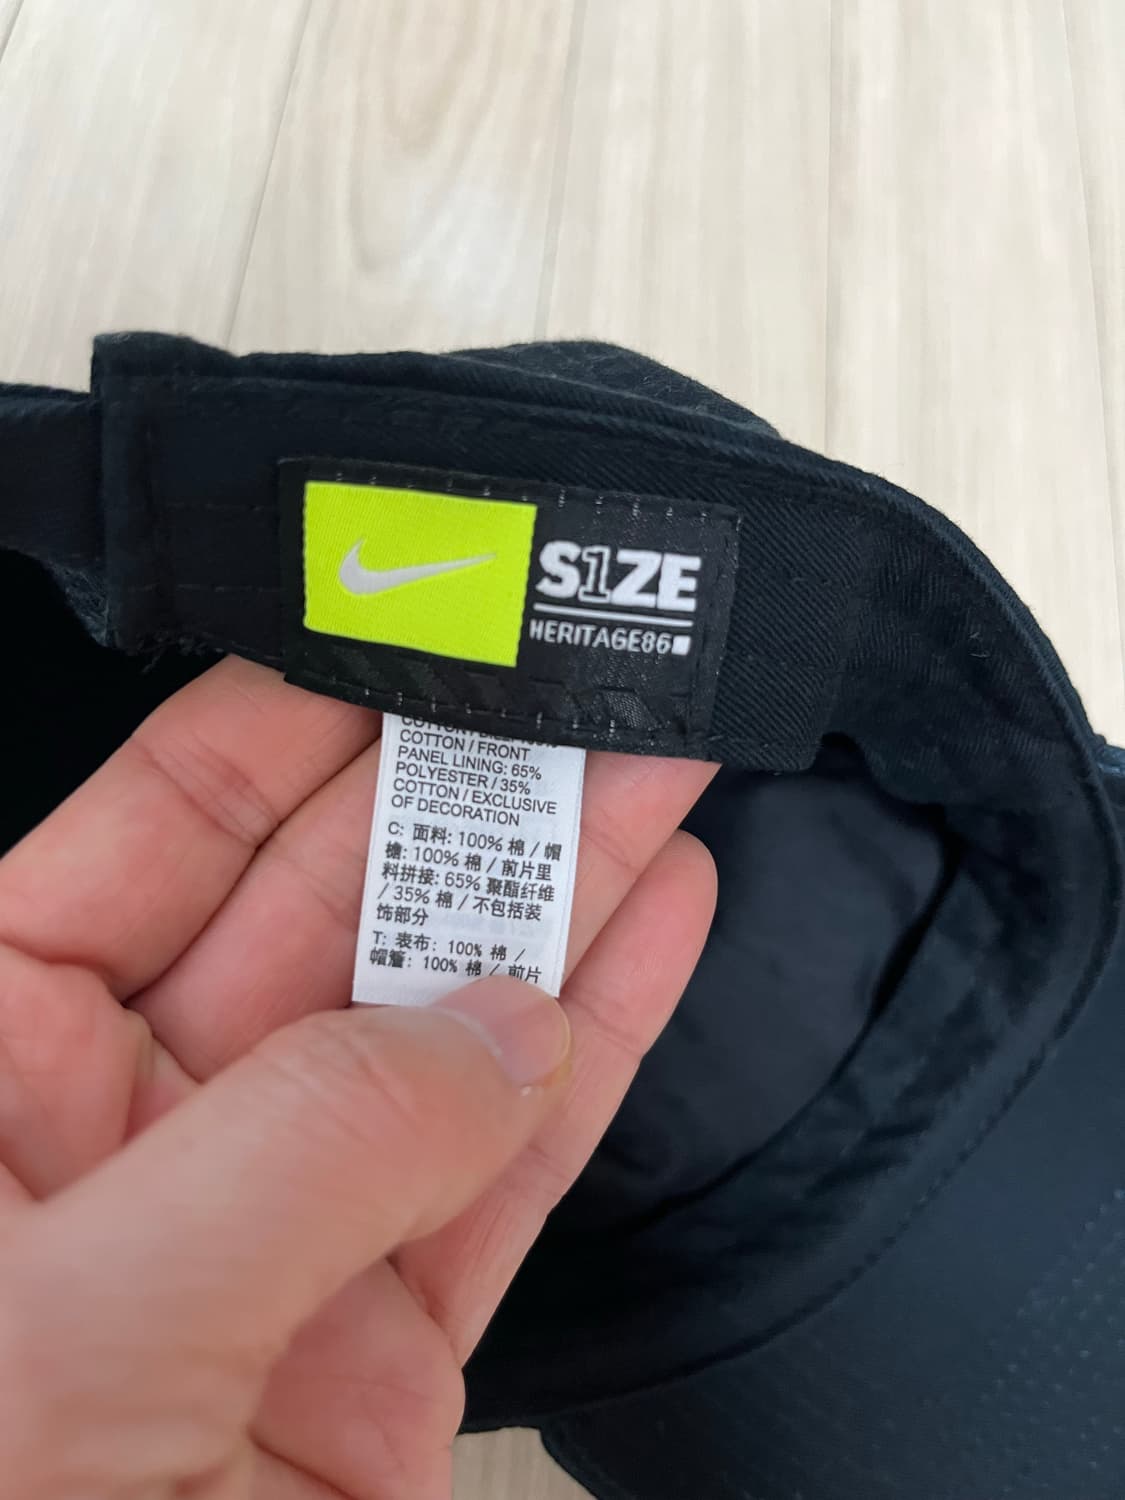 S1ZE
HERITAGE86
COTTON / FRONT
PANEL LINING: 65%
POLYESTER / 35%
COTTON / EXCLUSIVE
OF DECORATION
C: 面料: 100% 棉 / 帽
檐: 100% 棉 / 前片里
料拼接: 65% 聚酯纤维
/ 35% 棉 / 不包括装
饰部分
T: 表布: 100% 棉 /
帽簷: 100% 棉 / 前片